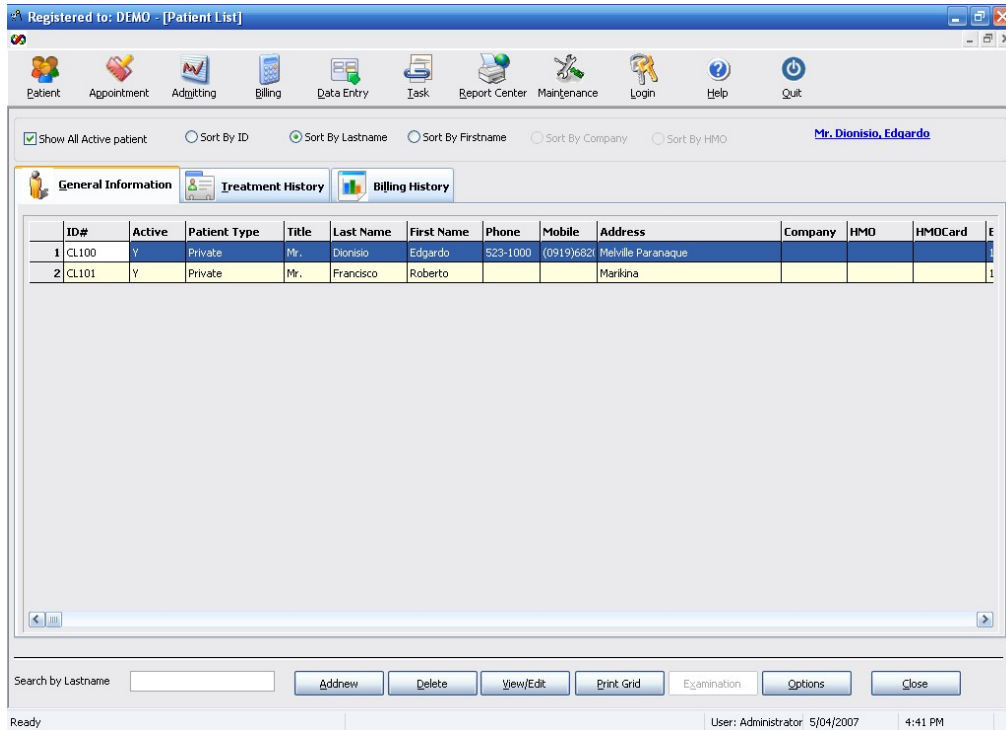 Registered to: DEMO - [Patient List]
Patient Appointment Admitting Billing Data Entry Task Report Center Maintenance Login Help Quit
Show All Active patient Sort By ID Sort By Lastname Sort By Firstname Sort By Company Sort By HMO Mr. Dionisio, Edgardo
General Information Treatment History Billing History
ID# Active Patient Type Title Last Name First Name Phone Mobile Address Company HMO HMOCard
1 CL100 Y Private Mr. Dionisio Edgardo 523-1000 (0919)682 Melville Paranaque
2 CL101 Y Private Mr. Francisco Roberto Marikina 1
Search by Lastname Addnew Delete View/Edit Print Grid Examination Options Close
Ready User: Administrator 5/04/2007 4:41 PM